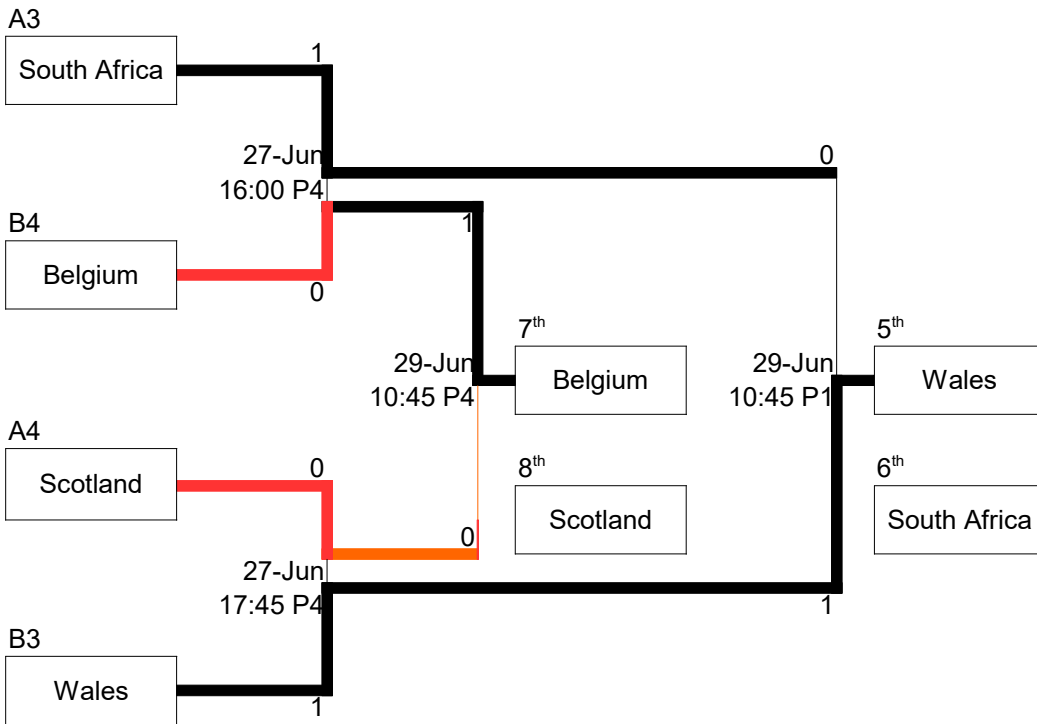 A3
South Africa
1
27-Jun
16:00 P4
0
1
B4
Belgium
0
7th
Belgium
5th
Wales
29-Jun
10:45 P4
29-Jun
10:45 P1
A4
Scotland
0
8th
Scotland
6th
South Africa
0
27-Jun
17:45 P4
1
B3
Wales
1